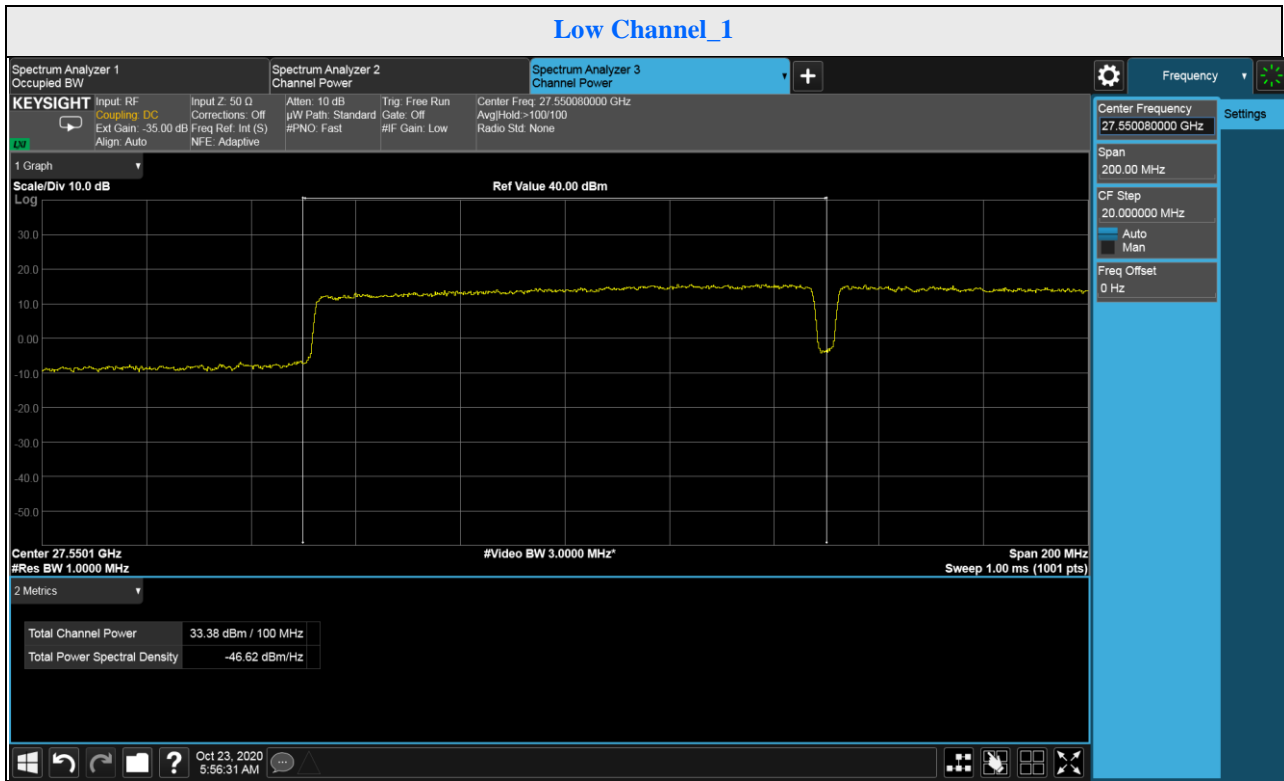 Low Channel_1
Spectrum Analyzer 1
Occupied BW
Spectrum Analyzer 2
Channel Power
Spectrum Analyzer 3
Channel Power
Frequency
KEYSIGHT
Input: RF
Coupling: DC
Ext Gain: -35.00 dB
Align: Auto
Input Z: 50 Ω
Corrections: Off
Freq Ref: Int (S)
NFE: Adaptive
Atten: 10 dB
µW Path: Standard
#PNO: Fast
Trig: Free Run
Gate: Off
#IF Gain: Low
Center Freq: 27.550080000 GHz
Avg|Hold:>100/100
Radio Std: None
LXI
Center Frequency
27.550080000 GHz
Settings
Span
200.00 MHz
CF Step
20.000000 MHz
Auto
Man
Freq Offset
0 Hz
1 Graph
Scale/Div 10.0 dB
Ref Value 40.00 dBm
Log
30.0
20.0
10.0
0.00
-10.0
-20.0
-30.0
-40.0
-50.0
Center 27.5501 GHz
#Video BW 3.0000 MHz*
Span 200 MHz
#Res BW 1.0000 MHz
Sweep 1.00 ms (1001 pts)
2 Metrics
Total Channel Power 33.38 dBm / 100 MHz
Total Power Spectral Density -46.62 dBm/Hz
Oct 23, 2020
5:56:31 AM